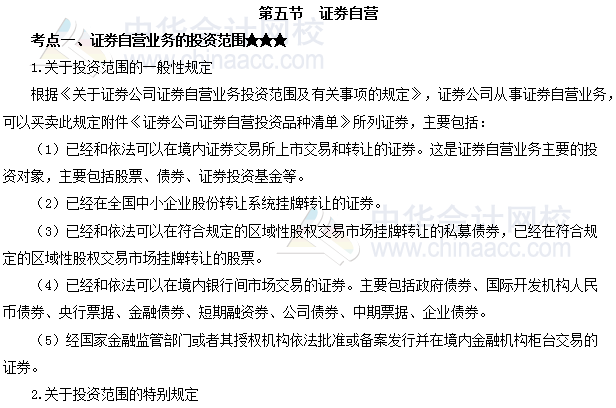 第五节　证券自营
考点一、证券自营业务的投资范围★★★
1.关于投资范围的一般性规定
根据《关于证券公司证券自营业务投资范围及有关事项的规定》，证券公司从事证券自营业务，
可以买卖此规定附件《证券公司证券自营投资品种清单》所列证券，主要包括：
（1）已经和依法可以在境内证券交易所上市交易和转让的证券。这是证券自营业务主要的投
资对象，主要包括股票、债券、证券投资基金等。
（2）已经在全国中小企业股份转让系统挂牌转让的证券。
（3）已经和依法可以在符合规定的区域性股权交易市场挂牌转让的私募债券，已经在符合规
定的区域性股权交易市场挂牌转让的股票。
（4）已经和依法可以在境内银行间市场交易的证券。主要包括政府债券、国际开发机构人民
币债券、央行票据、金融债券、短期融资券、公司债券、中期票据、企业债券。
（5）经国家金融监管部门或者其授权机构依法批准或备案发行并在境内金融机构柜台交易的
证券。
2.关于投资范围的特别规定
中华会计网校
www.chinaacc.com
中华会计网校
www.chinaacc.com